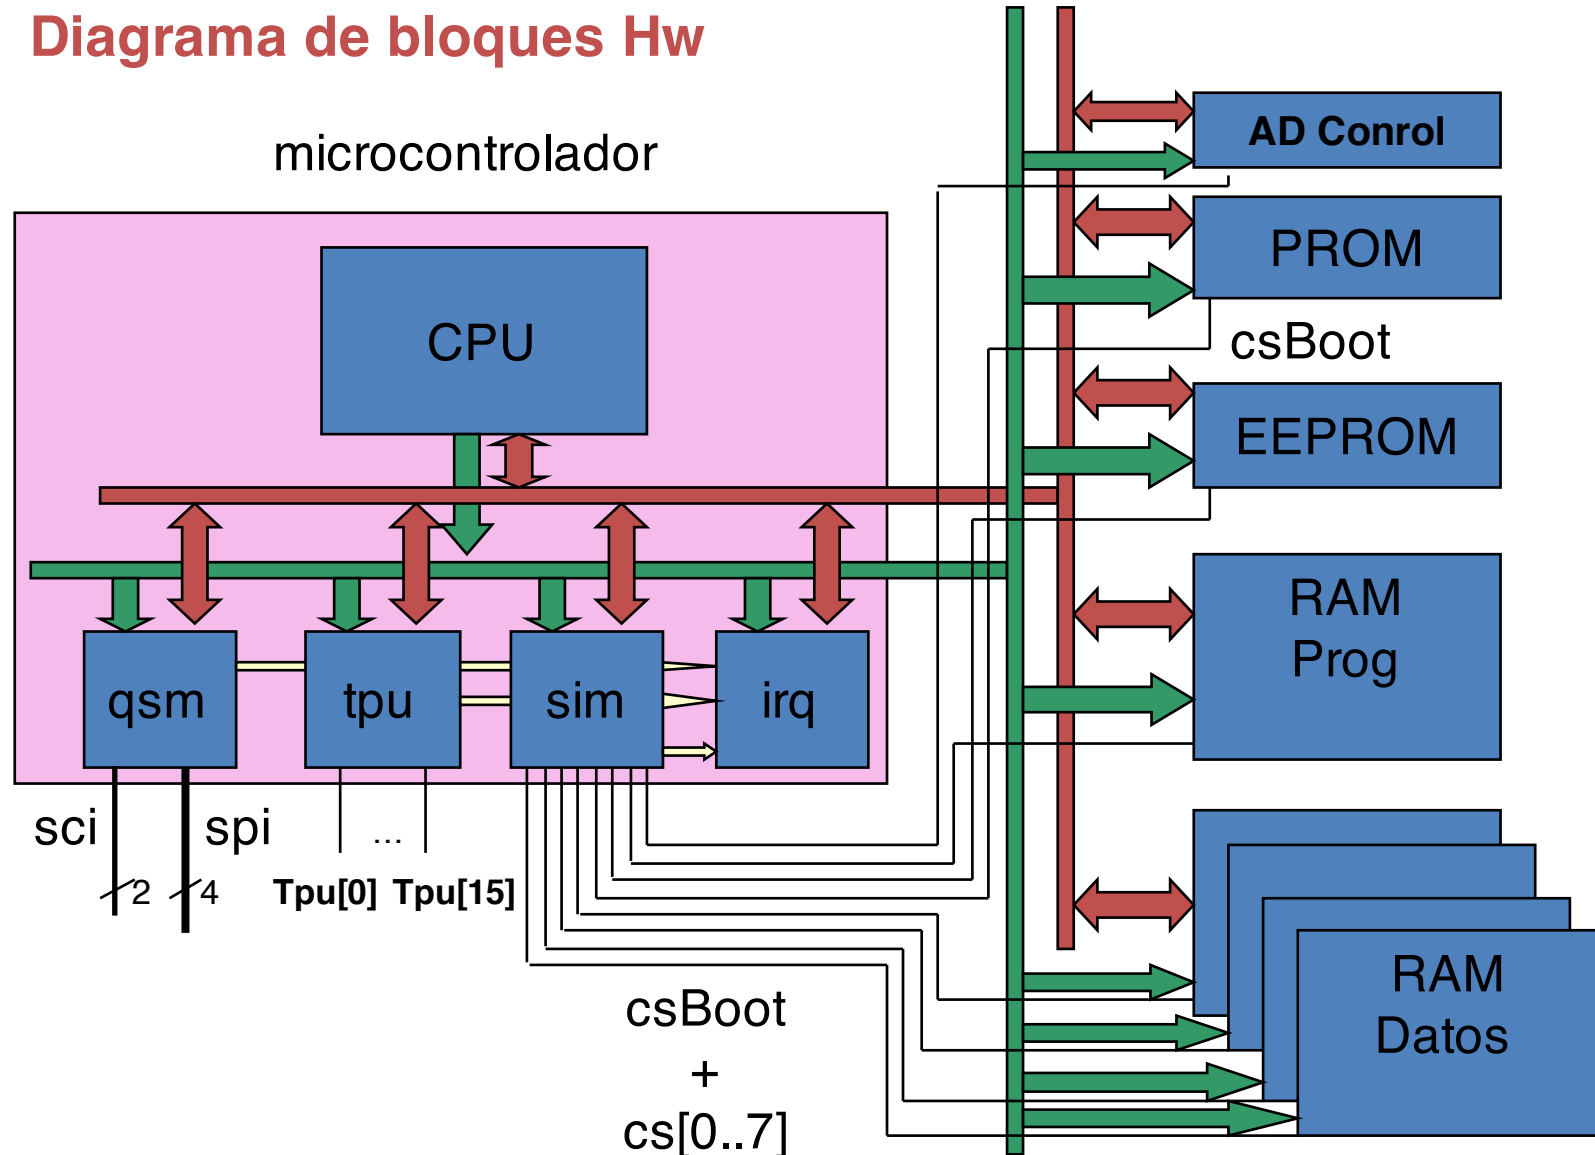 Diagrama de bloques Hw
microcontrolador
AD Conrol
PROM
csBoot
CPU
EEPROM
RAM
Prog
qsm
tpu
sim
irq
sci
spi
...
2
4
Tpu[0]
Tpu[15]
RAM
Datos
csBoot
+
cs[0..7]